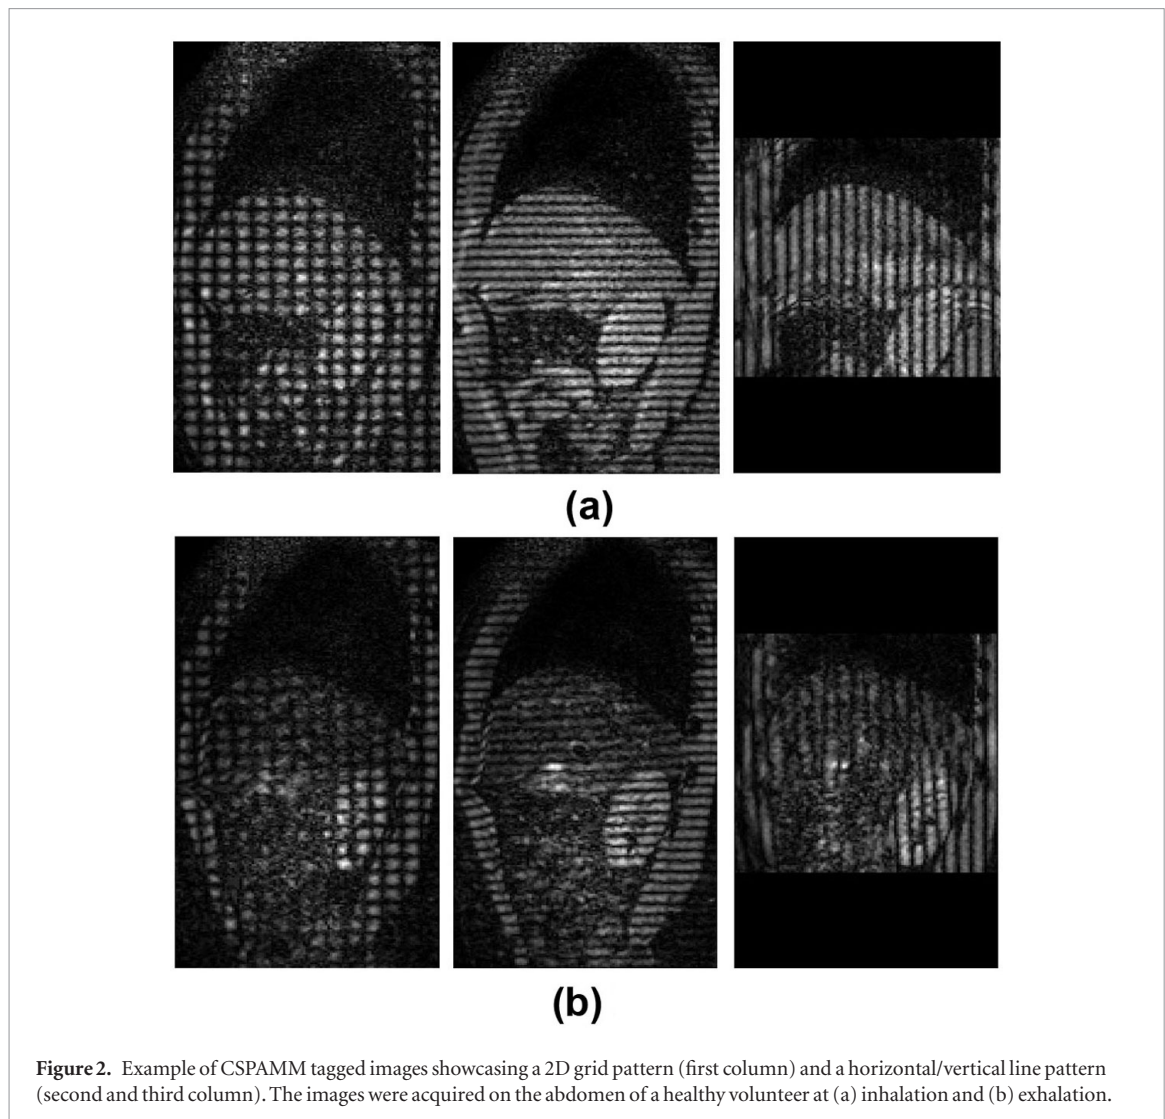 (a)
(b)
Figure 2. Example of CSPAMM tagged images showcasing a 2D grid pattern (first column) and a horizontal/vertical line pattern
(second and third column). The images were acquired on the abdomen of a healthy volunteer at (a) inhalation and (b) exhalation.